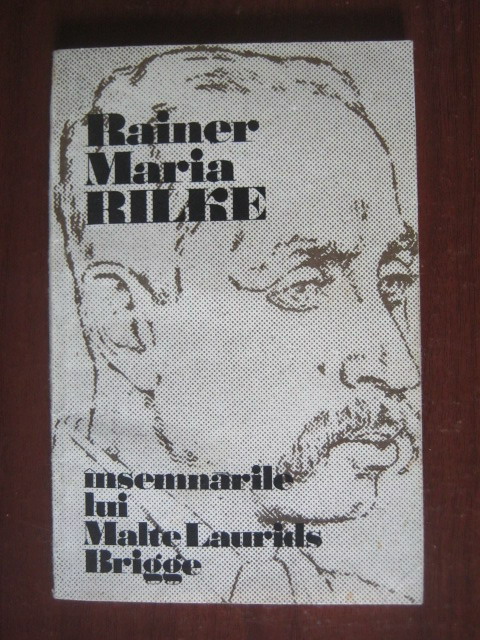 Rainer
Maria
RILKE
însemnările
lui
Malte Laurids
Brigge